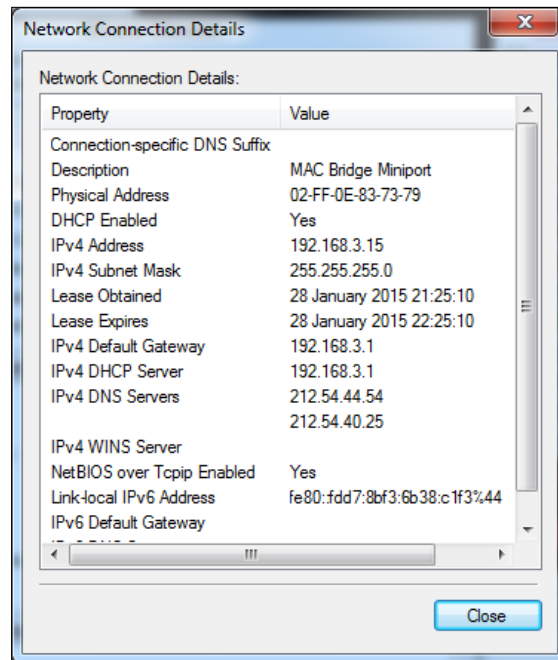 Network Connection Details
Network Connection Details:
Property Value
Connection-specific DNS Suffix
Description MAC Bridge Miniport
Physical Address 02-FF-0E-83-73-79
DHCP Enabled Yes
IPv4 Address 192.168.3.15
IPv4 Subnet Mask 255.255.255.0
Lease Obtained 28 January 2015 21:25:10
Lease Expires 28 January 2015 22:25:10
IPv4 Default Gateway 192.168.3.1
IPv4 DHCP Server 192.168.3.1
IPv4 DNS Servers 212.54.44.54
212.54.40.25
IPv4 WINS Server
NetBIOS over Tcpip Enabled Yes
Link-local IPv6 Address fe80::fdd7:8bf3:6b38:c1f3%44
IPv6 Default Gateway
Close